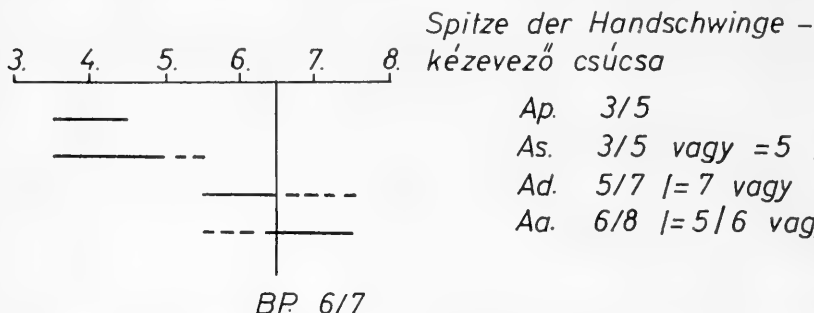 Spitze der Handschwinge –
3. 4. 5. 6. 7. 8. kézevező csúcsa
Ap. 3/5
As. 3/5 vagy =5
Ad. 5/7 /=7 vagy
Aa. 6/8 /=5/6
BP. 6/7